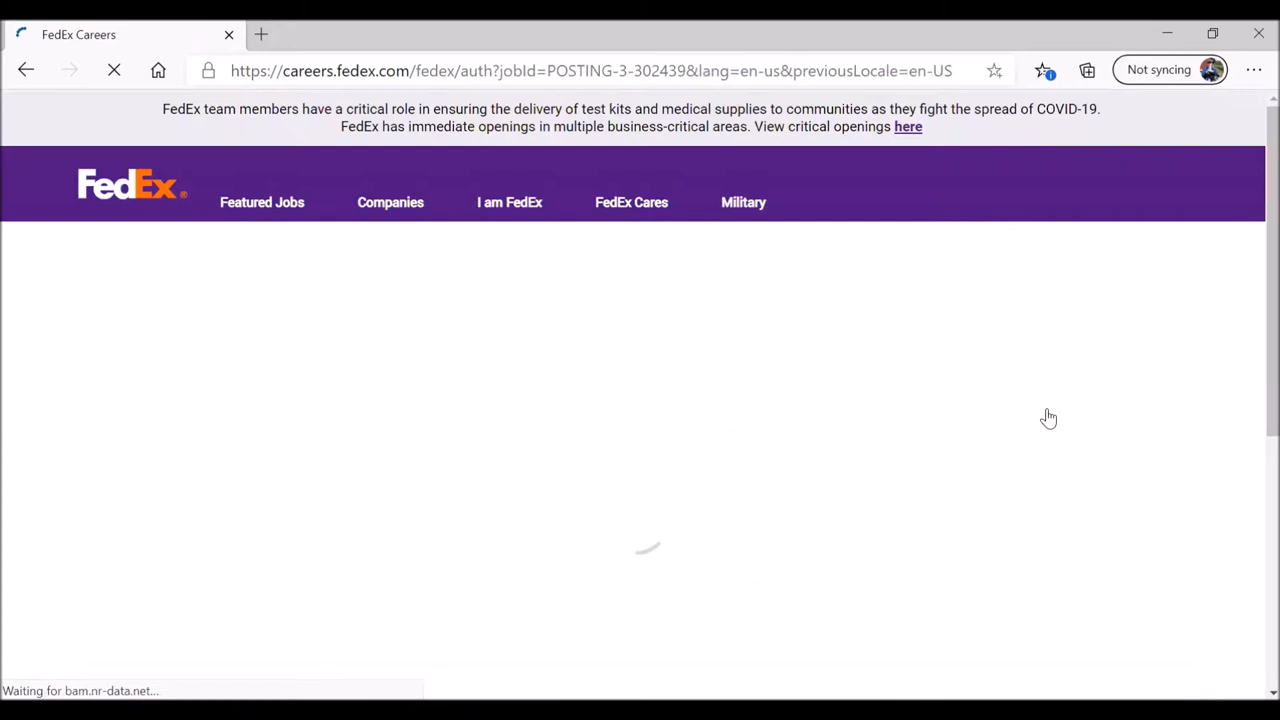 FedEx Careers
https://careers.fedex.com/fedex/auth?jobId=POSTING-3-302439&lang=en-us&previousLocale=en-US
Not syncing
FedEx team members have a critical role in ensuring the delivery of test kits and medical supplies to communities as they fight the spread of COVID-19.
FedEx has immediate openings in multiple business-critical areas. View critical openings here
FedEx®
Featured Jobs Companies I am FedEx FedEx Cares Military
Waiting for bam.nr-data.net...